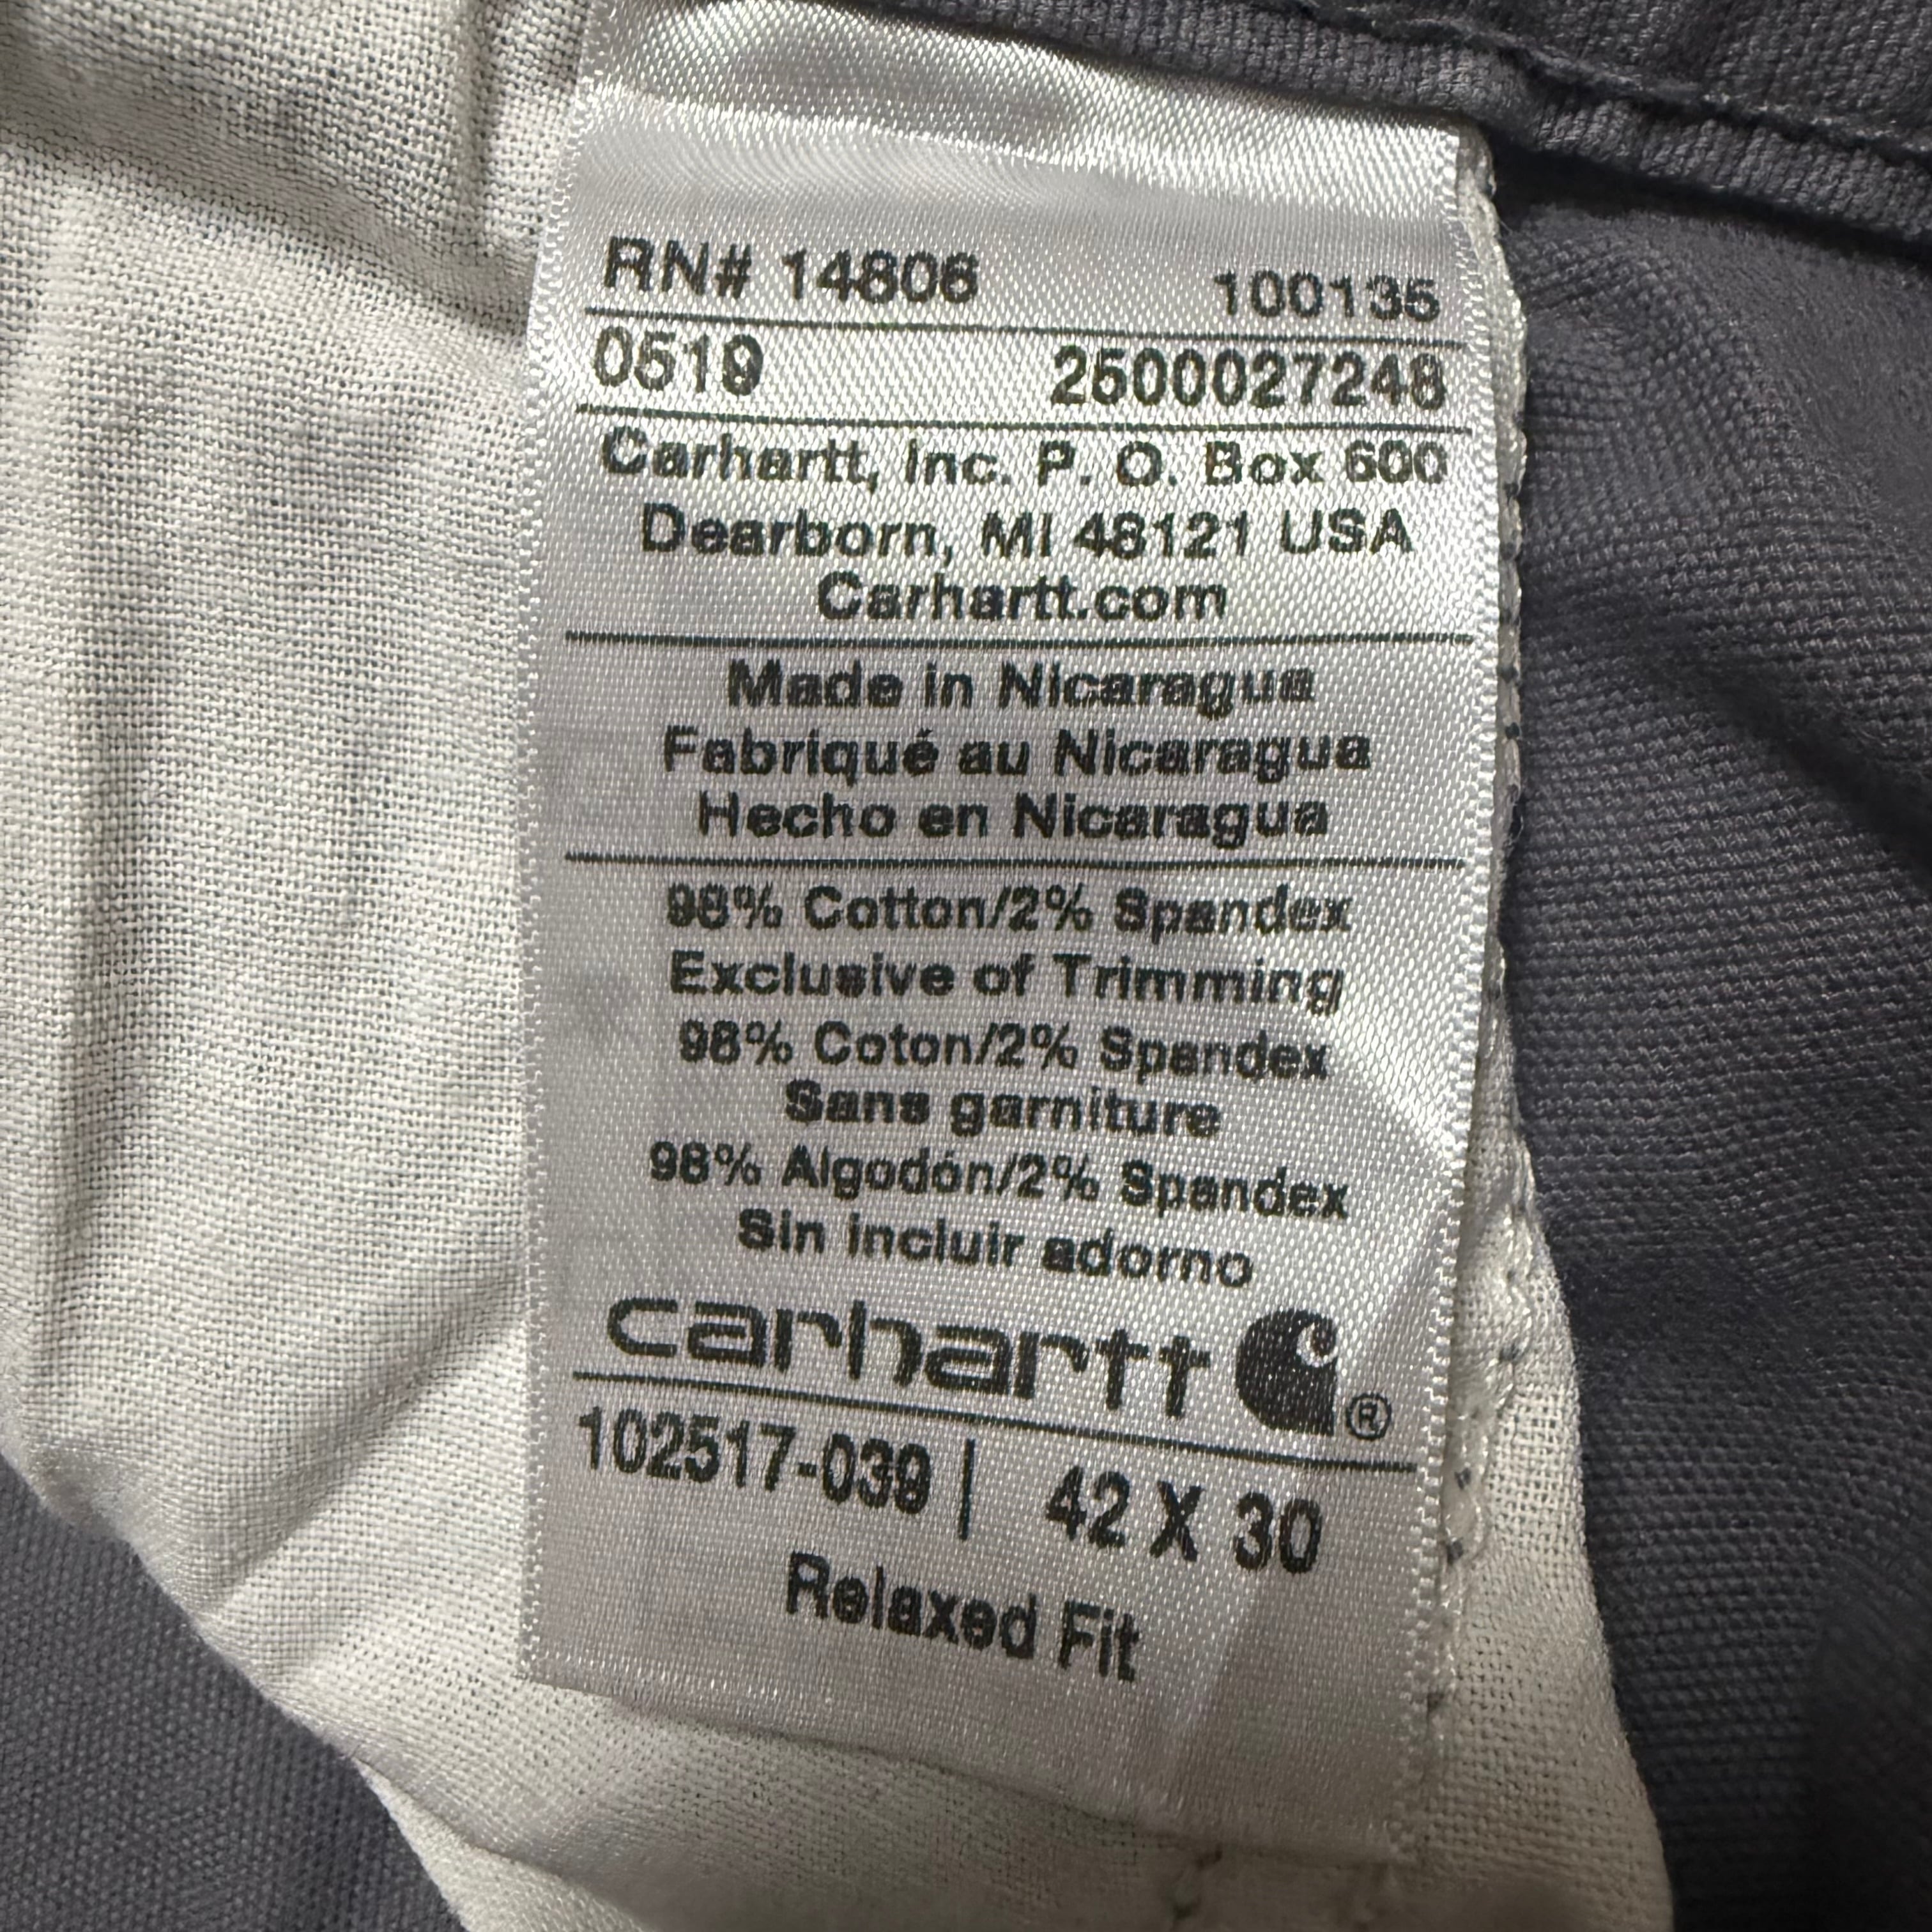 RN# 14806 100135
0519 2500027248
Carhartt, Inc. P. O. Box 600
Dearborn, MI 48121 USA
Carhartt.com
Made in Nicaragua
Fabriqué au Nicaragua
Hecho en Nicaragua
98% Cotton/2% Spandex
Exclusive of Trimming
98% Coton/2% Spandex
Sans garniture
98% Algodón/2% Spandex
Sin incluir adorno
carhartt ®
102517-039 | 42 X 30
Relaxed Fit